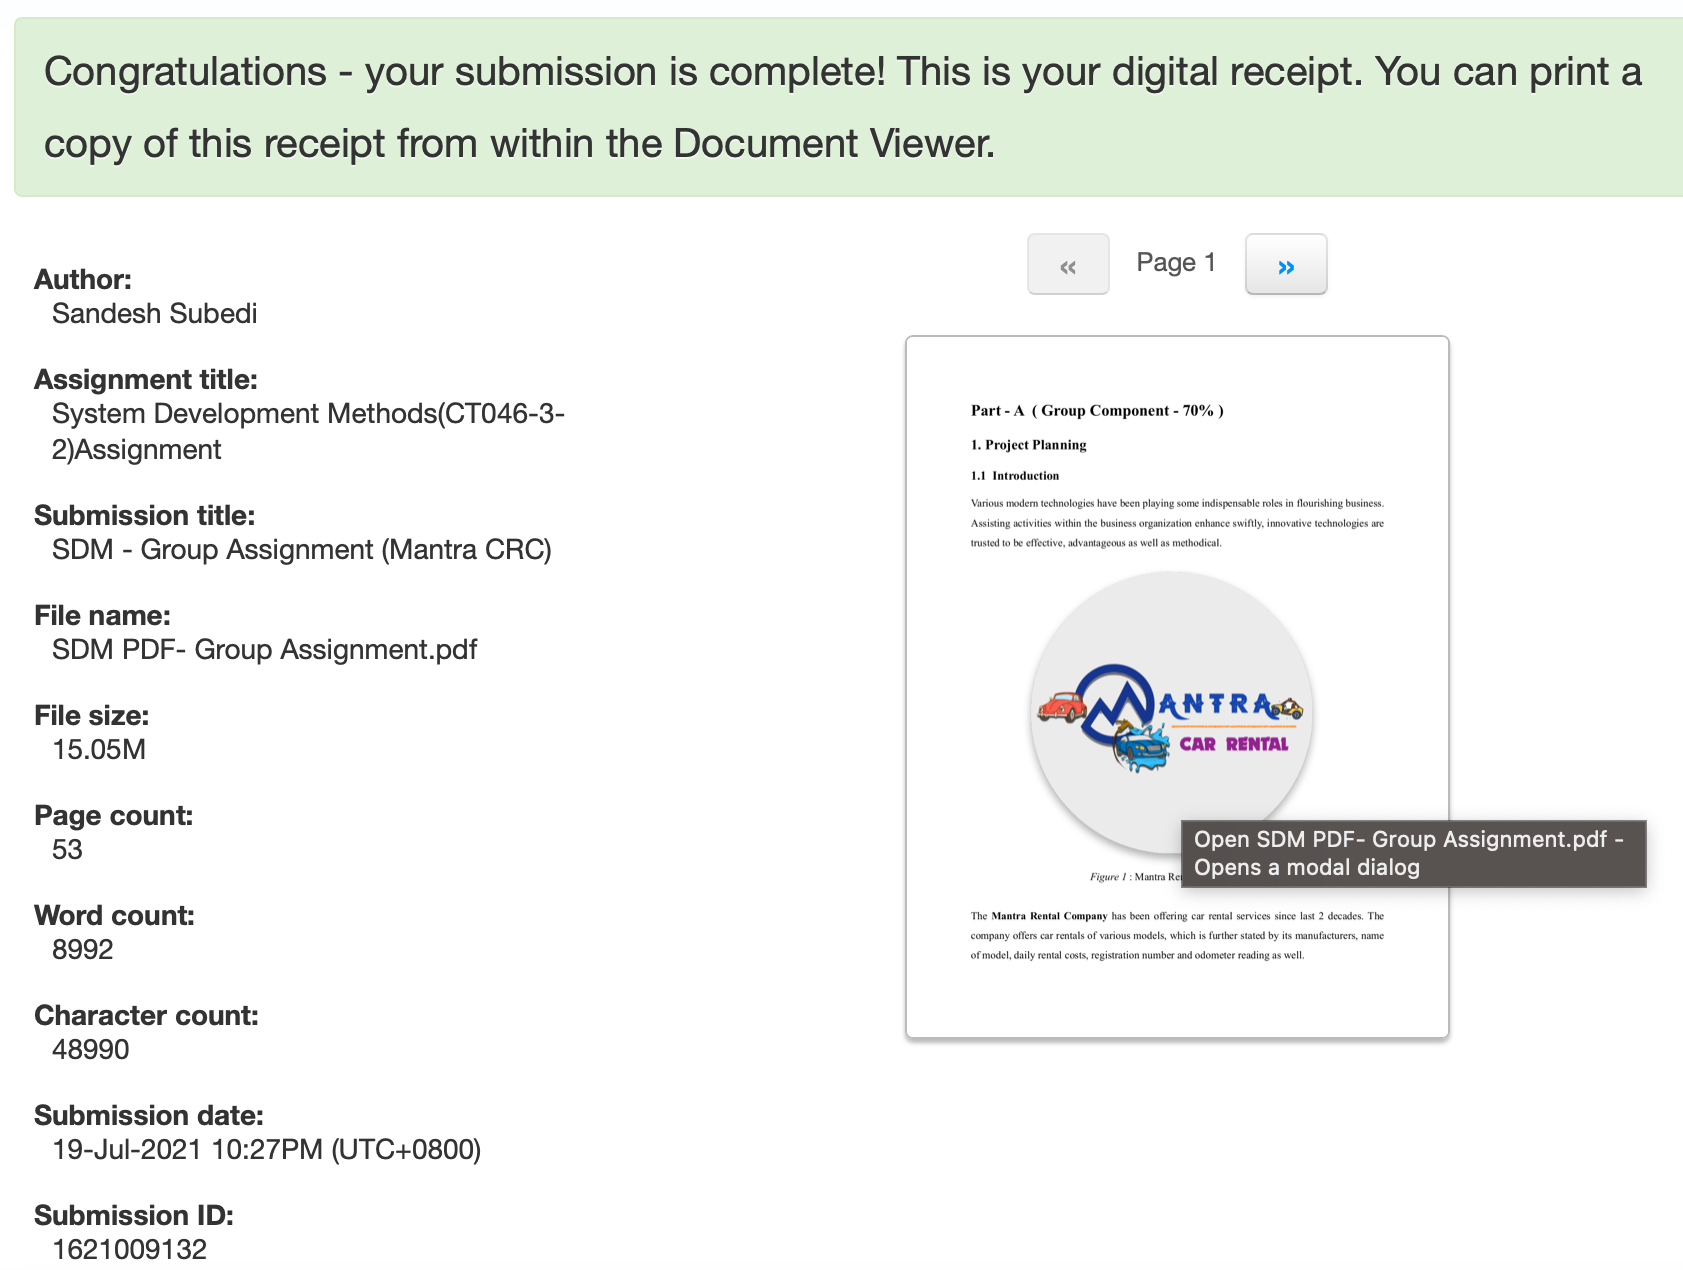 Congratulations - your submission is complete! This is your digital receipt. You can print a
copy of this receipt from within the Document Viewer.
Author:
Sandesh Subedi
Assignment title:
System Development Methods(CT046-3-
2)Assignment
Submission title:
SDM - Group Assignment (Mantra CRC)
File name:
SDM PDF- Group Assignment.pdf
File size:
15.05M
Page count:
53
Word count:
8992
Character count:
48990
Submission date:
19-Jul-2021 10:27PM (UTC+0800)
Submission ID:
1621009132
« Page 1 »
Part - A ( Group Component - 70% )
1. Project Planning
1.1 Introduction
Various modern technologies have been playing some indispensable roles in flourishing business.
Assisting activities within the business organization enhance swiftly, innovative technologies are
trusted to be effective, advantageous as well as methodical.
MANTRA
CAR RENTAL
Open SDM PDF- Group Assignment.pdf -
Opens a modal dialog
Figure 1 : Mantra
The Mantra Rental Company has been offering car rental services since last 2 decades. The
company offers car rentals of various models, which is further stated by its manufacturers, name
of model, daily rental costs, registration number and odometer reading as well.